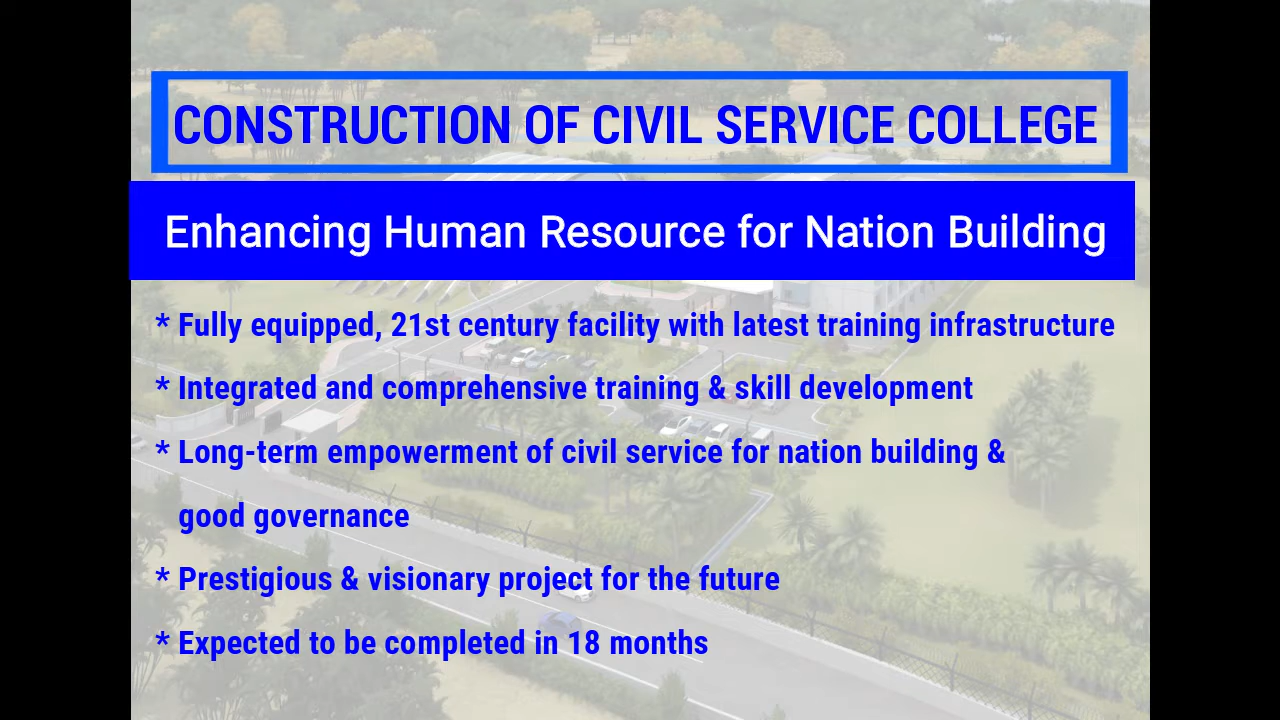 CONSTRUCTION OF CIVIL SERVICE COLLEGE
Enhancing Human Resource for Nation Building
* Fully equipped, 21st century facility with latest training infrastructure
* Integrated and comprehensive training & skill development
* Long-term empowerment of civil service for nation building &
good governance
* Prestigious & visionary project for the future
* Expected to be completed in 18 months